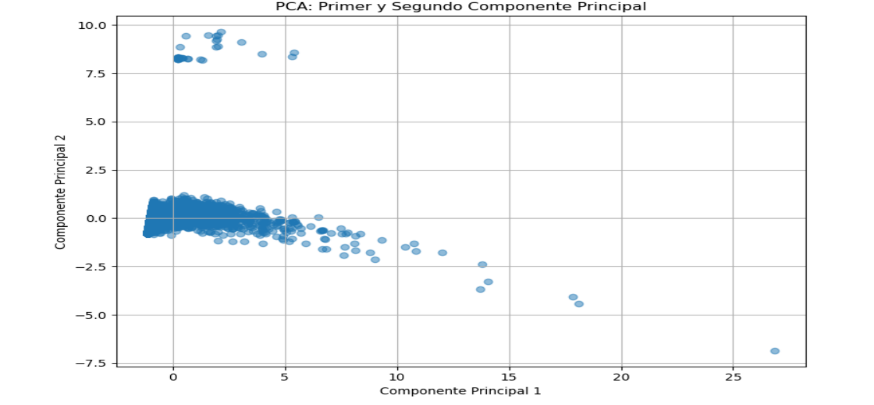 PCA: Primer y Segundo Componente Principal
10.0
7.5
5.0
2.5
0.0
−2.5
−5.0
−7.5
Componente Principal 2
0 5 10 15 20 25
Componente Principal 1